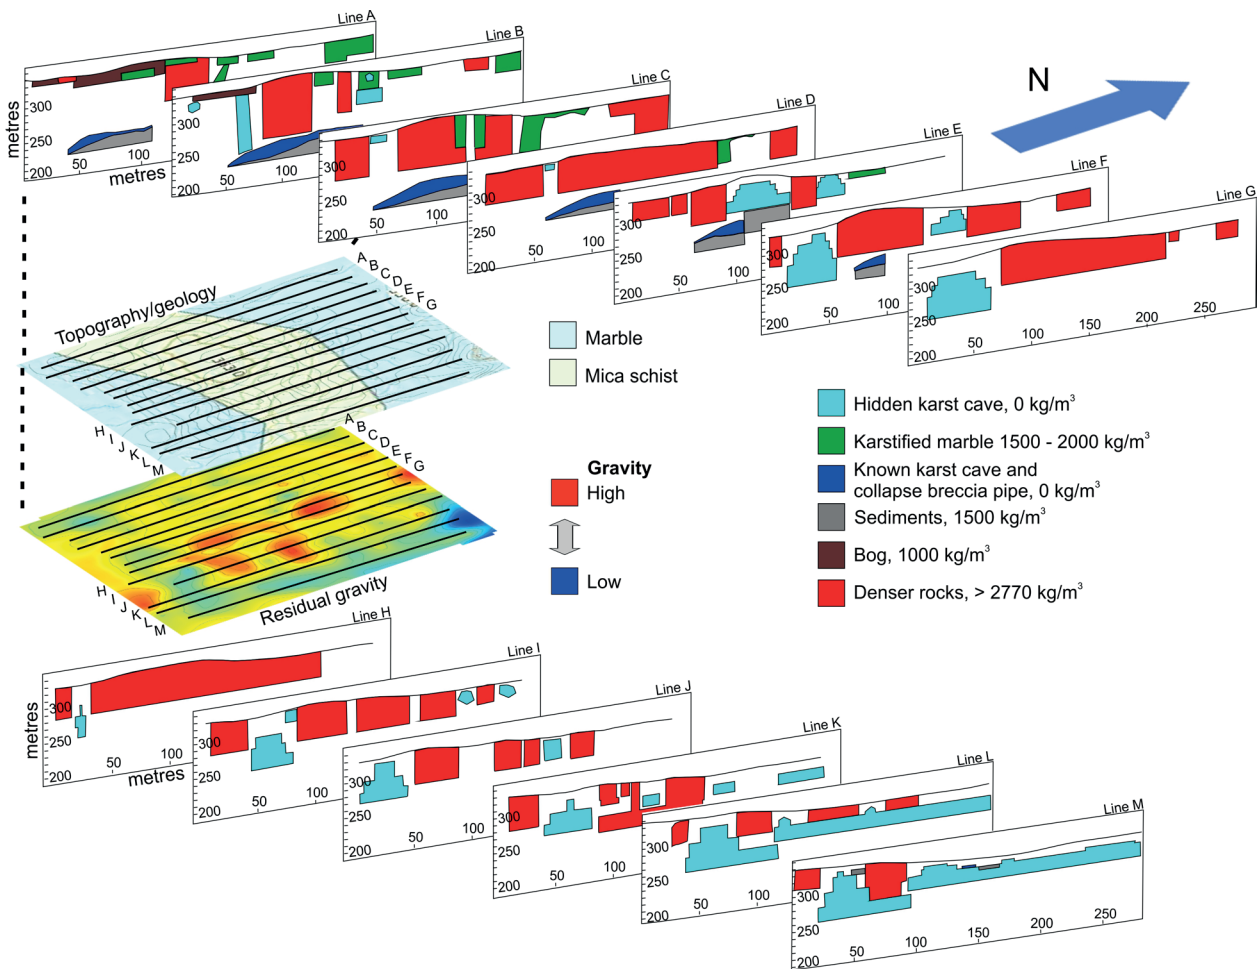 Line A
metres
300
250
200
50
100
metres
Line B
300
250
200
50
100
Line C
300
250
200
50
100
Line D
300
250
200
50
100
Line E
300
250
200
50
100
Line F
300
250
200
50
100
Line G
300
250
200
50
100
150
200
250
N
Topography/geology
A
B
C
D
E
F
G
H
I
J
K
L
M
Marble
Mica schist
Hidden karst cave, 0 kg/m³
Karstified marble 1500 - 2000 kg/m³
Known karst cave and
collapse breccia pipe, 0 kg/m³
Sediments, 1500 kg/m³
Bog, 1000 kg/m³
Denser rocks, > 2770 kg/m³
Gravity
High
Low
A
B
C
D
E
F
G
H
I
J
K
L
M
Residual gravity
Line H
metres
300
250
200
50
100
metres
Line I
300
250
200
50
100
Line J
300
250
200
50
100
Line K
300
250
200
50
100
Line L
300
250
200
50
100
Line M
300
250
200
50
100
150
200
250